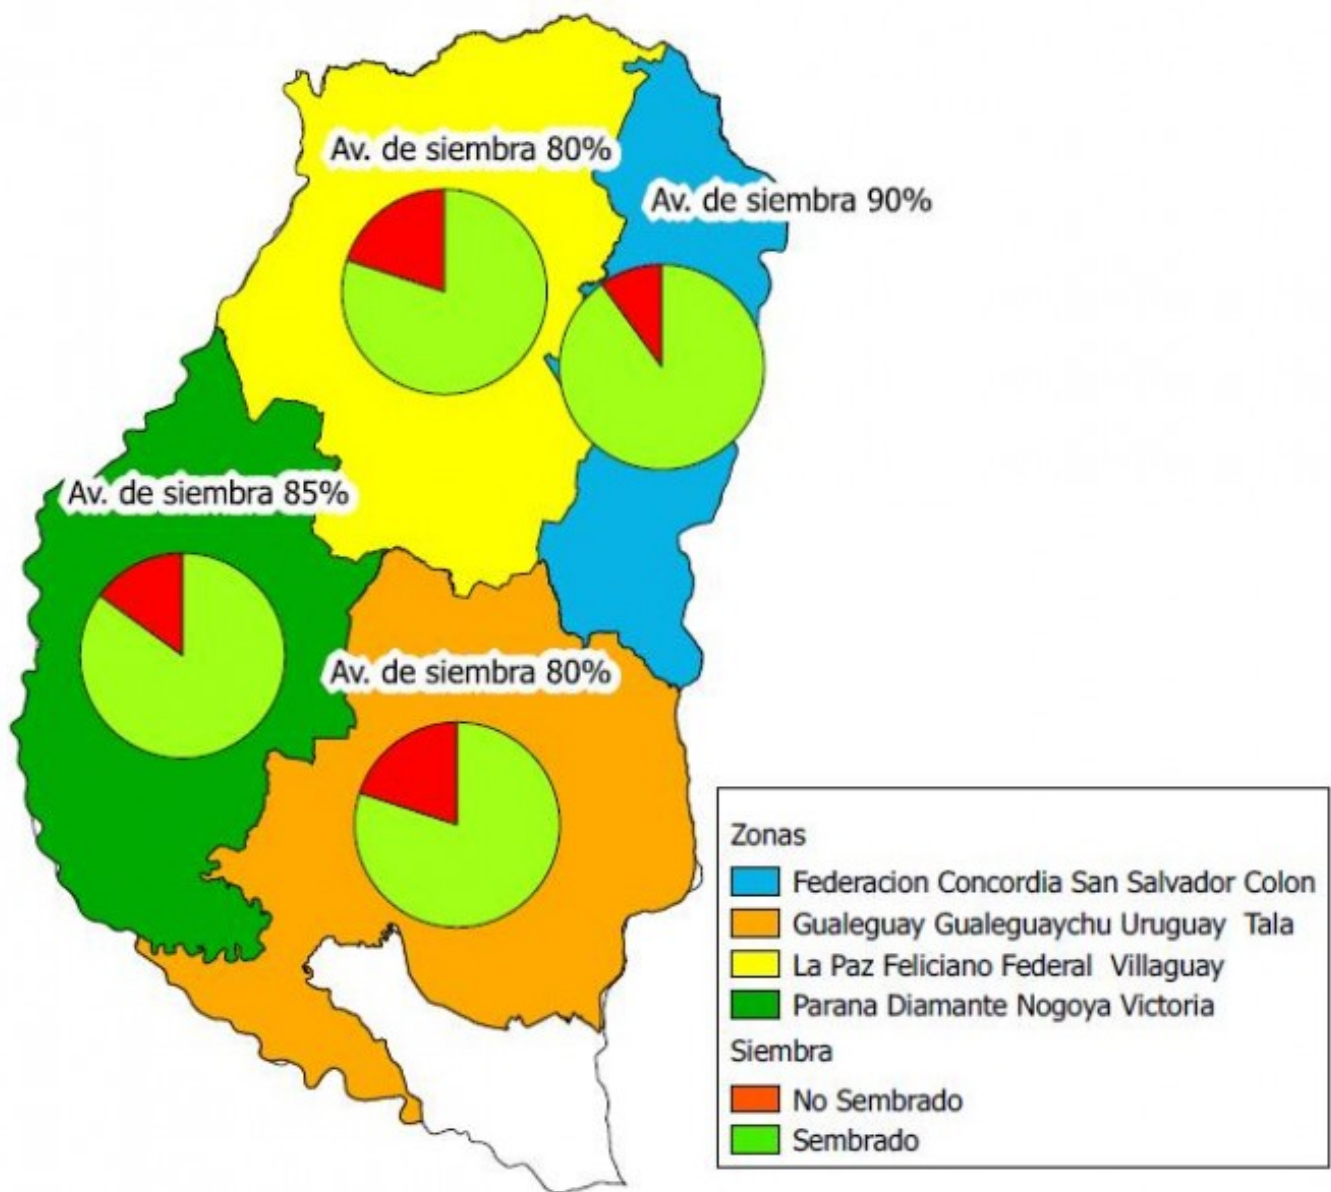 Av. de siembra 80%
Av. de siembra 90%
Av. de siembra 85%
Av. de siembra 80%
Zonas
Federacion Concordia San Salvador Colon
Gualeguay Gualeguaychu Uruguay Tala
La Paz Feliciano Federal Villaguay
Parana Diamante Nogoya Victoria
Siembra
No Sembrado
Sembrado